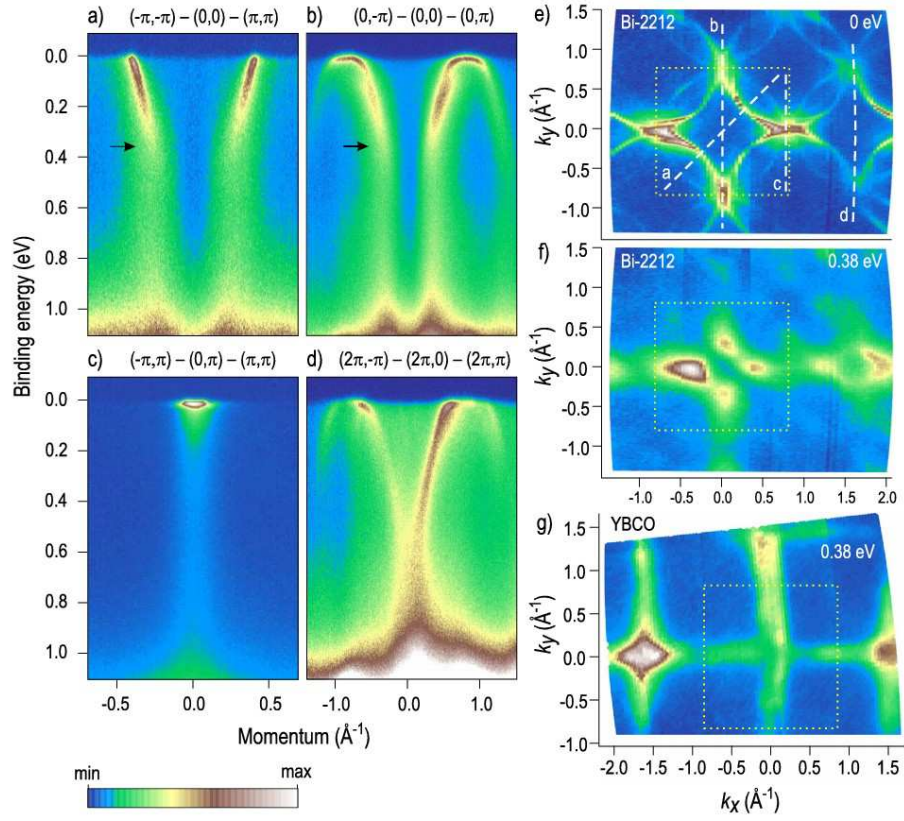 a) (-π,-π) – (0,0) – (π,π)
b) (0,-π) – (0,0) – (0,π)
0.0
0.2
0.4
0.6
0.8
1.0
c) (-π,π) – (0,π) – (π,π)
d) (2π,-π) – (2π,0) – (2π,π)
0.0
0.2
0.4
0.6
0.8
1.0
Binding energy (eV)
-0.5 0.0 0.5
-1.0 0.0 1.0
Momentum (Å⁻¹)
min max
e) Bi-2212 b 0 eV
a
c
d
1.5
1.0
0.5
0.0
-0.5
-1.0
ky (Å⁻¹)
f) Bi-2212 0.38 eV
1.5
1.0
0.5
0.0
-0.5
-1.0
ky (Å⁻¹)
-1.0 -0.5 0.0 0.5 1.0 1.5 2.0
g) YBCO
0.38 eV
1.5
1.0
0.5
0.0
-0.5
-1.0
ky (Å⁻¹)
-2.0 -1.5 -1.0 -0.5 0.0 0.5 1.0 1.5
kx (Å⁻¹)